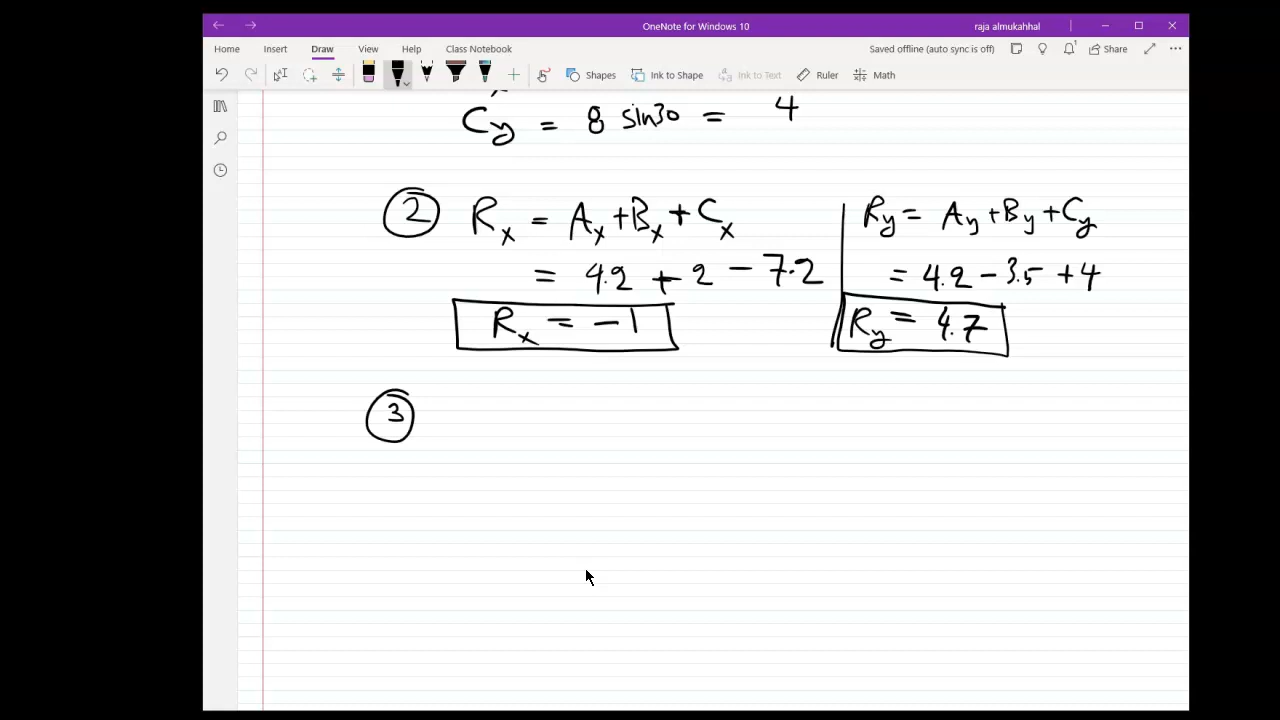 OneNote for Windows 10
raja almukahhal
Home Insert Draw View Help Class Notebook
Saved offline (auto sync is off)
Share
Shapes
Ink to Shape
Ink to Text
Ruler
Math
Cy = 8 sin30 = 4
2 Rx = Ax + Bx + Cx
= 4.2 + 2 - 7.2
Rx = -1
Ry = Ay + By + Cy
= 4.2 - 3.5 + 4
Ry = 4.7
3